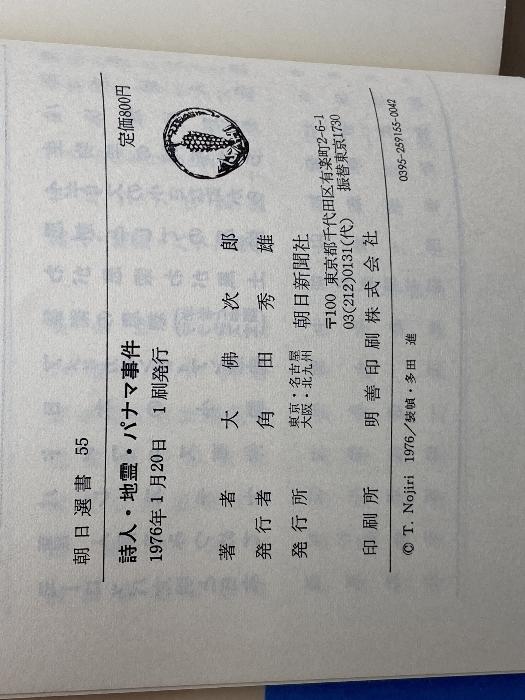 朝日選書 55
詩人・地霊・パナマ事件
1976年1月20日 1刷発行
定価800円
著者 大佛次郎
発行者 角田秀雄
発行所 東京・名古屋 大阪・北九州 朝日新聞社
〒100 東京都千代田区有楽町2-6-1
03(212)0131(代) 振替東京1730
印刷所 明善印刷株式会社
© T. Nojiri 1976/装幀・多田 進
0395-259155-0042